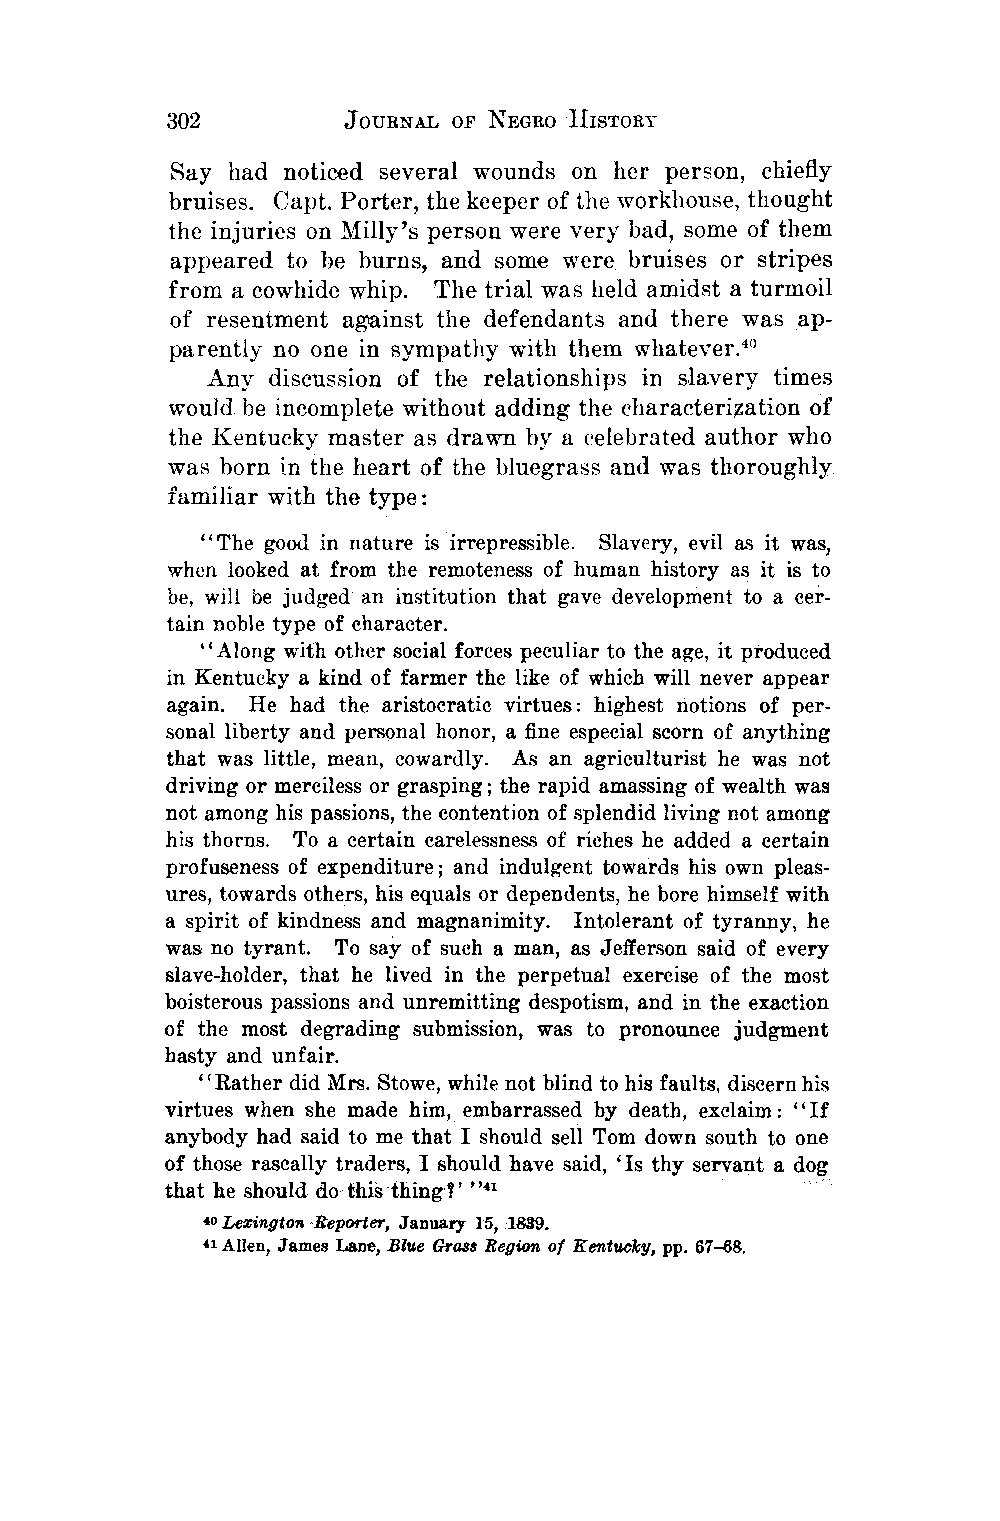 302 JOURNAL OF NEGRO HISTORY
Say had noticed several wounds on her person, chiefly
bruises. Capt. Porter, the keeper of the workhouse, thought
the injuries on Milly's person were very bad, some of them
appeared to be burns, and some were bruises or stripes
from a cowhide whip. The trial was held amidst a turmoil
of resentment against the defendants and there was ap-
parently no one in sympathy with them whatever.40
Any discussion of the relationships in slavery times
would be incomplete without adding the characterization of
the Kentucky master as drawn by a celebrated author who
was born in the heart of the bluegrass and was thoroughly
familiar with the type:
"The good in nature is irrepressible. Slavery, evil as it was,
when looked at from the remoteness of human history as it is to
be, will be judged an institution that gave development to a cer-
tain noble type of character.
"Along with other social forces peculiar to the age, it produced
in Kentucky a kind of farmer the like of which will never appear
again. He had the aristocratic virtues: highest notions of per-
sonal liberty and personal honor, a fine especial scorn of anything
that was little, mean, cowardly. As an agriculturist he was not
driving or merciless or grasping; the rapid amassing of wealth was
not among his passions, the contention of splendid living not among
his thorns. To a certain carelessness of riches he added a certain
profuseness of expenditure; and indulgent towards his own pleas-
ures, towards others, his equals or dependents, he bore himself with
a spirit of kindness and magnanimity. Intolerant of tyranny, he
was no tyrant. To say of such a man, as Jefferson said of every
slave-holder, that he lived in the perpetual exercise of the most
boisterous passions and unremitting despotism, and in the exaction
of the most degrading submission, was to pronounce judgment
hasty and unfair.
"Rather did Mrs. Stowe, while not blind to his faults, discern his
virtues when she made him, embarrassed by death, exclaim: "If
anybody had said to me that I should sell Tom down south to one
of those rascally traders, I should have said, 'Is thy servant a dog
that he should do this thing?' "41
40 Lexington Reporter, January 15, 1839.
41 Allen, James Lane, Blue Grass Region of Kentucky, pp. 67–68.